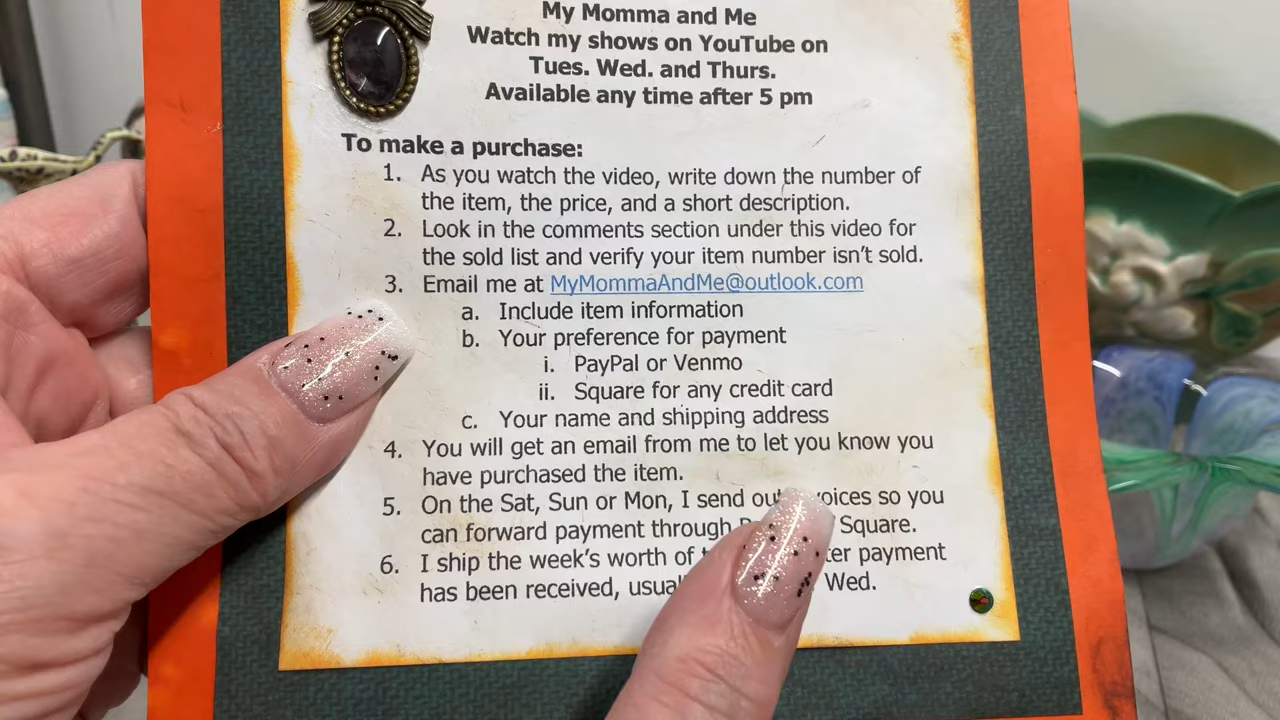 My Momma and Me
Watch my shows on YouTube on
Tues. Wed. and Thurs.
Available any time after 5 pm
To make a purchase:
1. As you watch the video, write down the number of
the item, the price, and a short description.
2. Look in the comments section under this video for
the sold list and verify your item number isn't sold.
3. Email me at MyMommaAndMe@outlook.com
a. Include item information
b. Your preference for payment
i. PayPal or Venmo
ii. Square for any credit card
c. Your name and shipping address
4. You will get an email from me to let you know you
have purchased the item.
5. On the Sat, Sun or Mon, I send out so you
can forward payment through Square.
6. I ship the week's worth of payment
has been received, Wed.